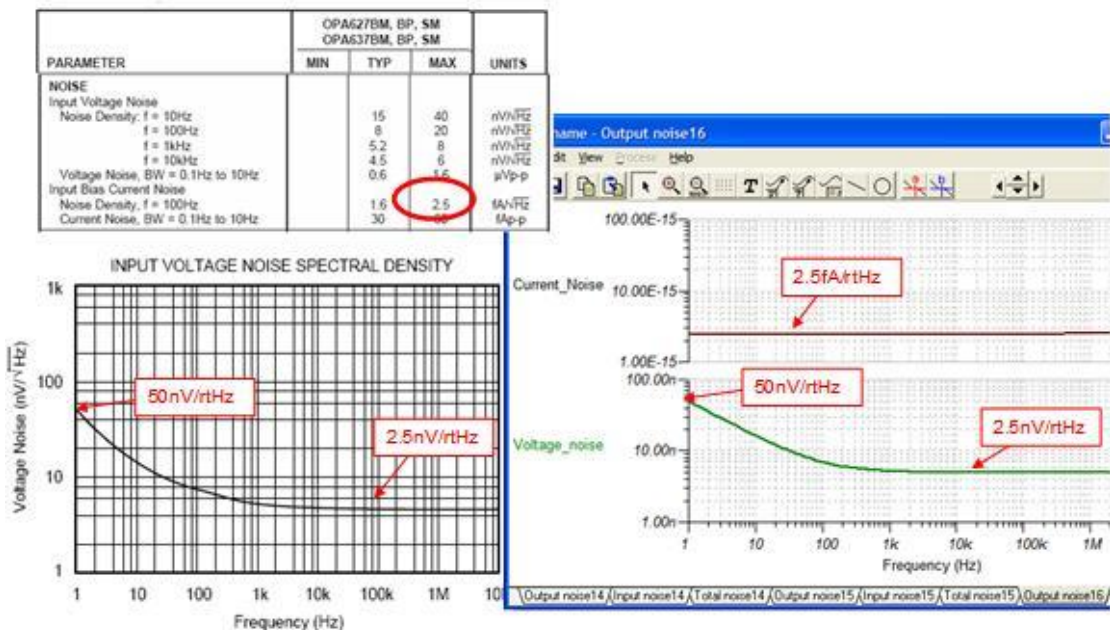 OPA627BM, BP, SM
OPA637BM, BP, SM
PARAMETER MIN TYP MAX UNITS
NOISE
Input Voltage Noise
Noise Density: f = 10Hz 15 40 nV/√Hz
f = 100Hz 8 20 nV/√Hz
f = 1kHz 5.2 8 nV/√Hz
f = 10kHz 4.5 6 nV/√Hz
Voltage Noise, BW = 0.1Hz to 10Hz 0.6 1.6 µVp-p
Input Bias Current Noise
Noise Density, f = 100Hz 1.6 2.5 fA/√Hz
Current Noise, BW = 0.1Hz to 10Hz 30 fAp-p
INPUT VOLTAGE NOISE SPECTRAL DENSITY
Voltage Noise (nV/√Hz)
1k
100
10
1
50nV/rtHz
2.5nV/rtHz
1 10 100 1k 10k 100k 1M 10
Frequency (Hz)
name - Output noise16
dit View Process Help
T
100.00E-15
Current_Noise 10.00E-15
1.00E-15
2.5fA/rtHz
100.00n
Voltage_noise 10.00n
1.00n
50nV/rtHz
2.5nV/rtHz
1 10 100 1k 10k 100k 1M
Frequency (Hz)
Output noise14 Input noise14 Total noise14 Output noise15 Input noise15 Total noise15 Output noise16